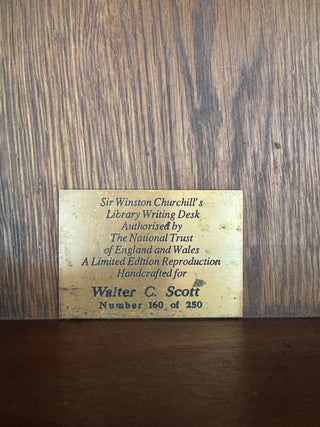 Sir Winston Churchill's
Library Writing Desk
Authorised by
The National Trust
of England and Wales
A Limited Edition Reproduction
Handcrafted for
Walter C. Scott
Number 160 of 250